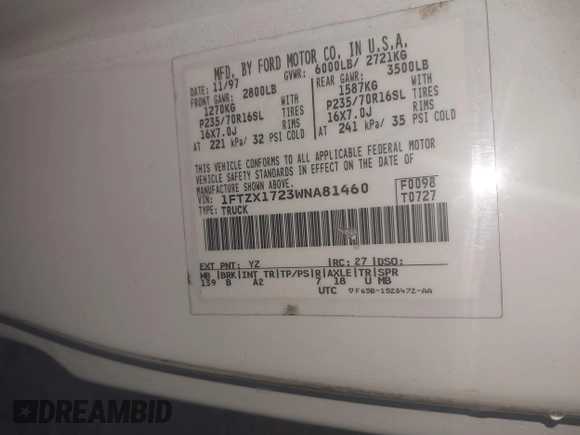 MFD. BY FORD MOTOR CO. IN U.S.A.
DATE: 11/97 GVWR: 6000LB/ 2721KG
FRONT GAWR: 2800LB REAR GAWR: 3500LB
1270KG WITH 1587KG WITH
P235/70R16SL TIRES P235/70R16SL TIRES
16X7.0J RIMS 16X7.0J RIMS
AT 221 kPa/ 32 PSI COLD AT 241 kPa/ 35 PSI COLD
THIS VEHICLE CONFORMS TO ALL APPLICABLE FEDERAL MOTOR
VEHICLE SAFETY STANDARDS IN EFFECT ON THE DATE OF
MANUFACTURE SHOWN ABOVE.
VIN: 1FTZX1723WNA81460 F0098
TYPE: TRUCK T0727
EXT PNT: YZ RC: 27 DSO:
WB BRK INT TR TP/PS R AXLE TR SPR
139 B A2 7 18 U MB
UTC F65B-1520472-AA
DREAMBID